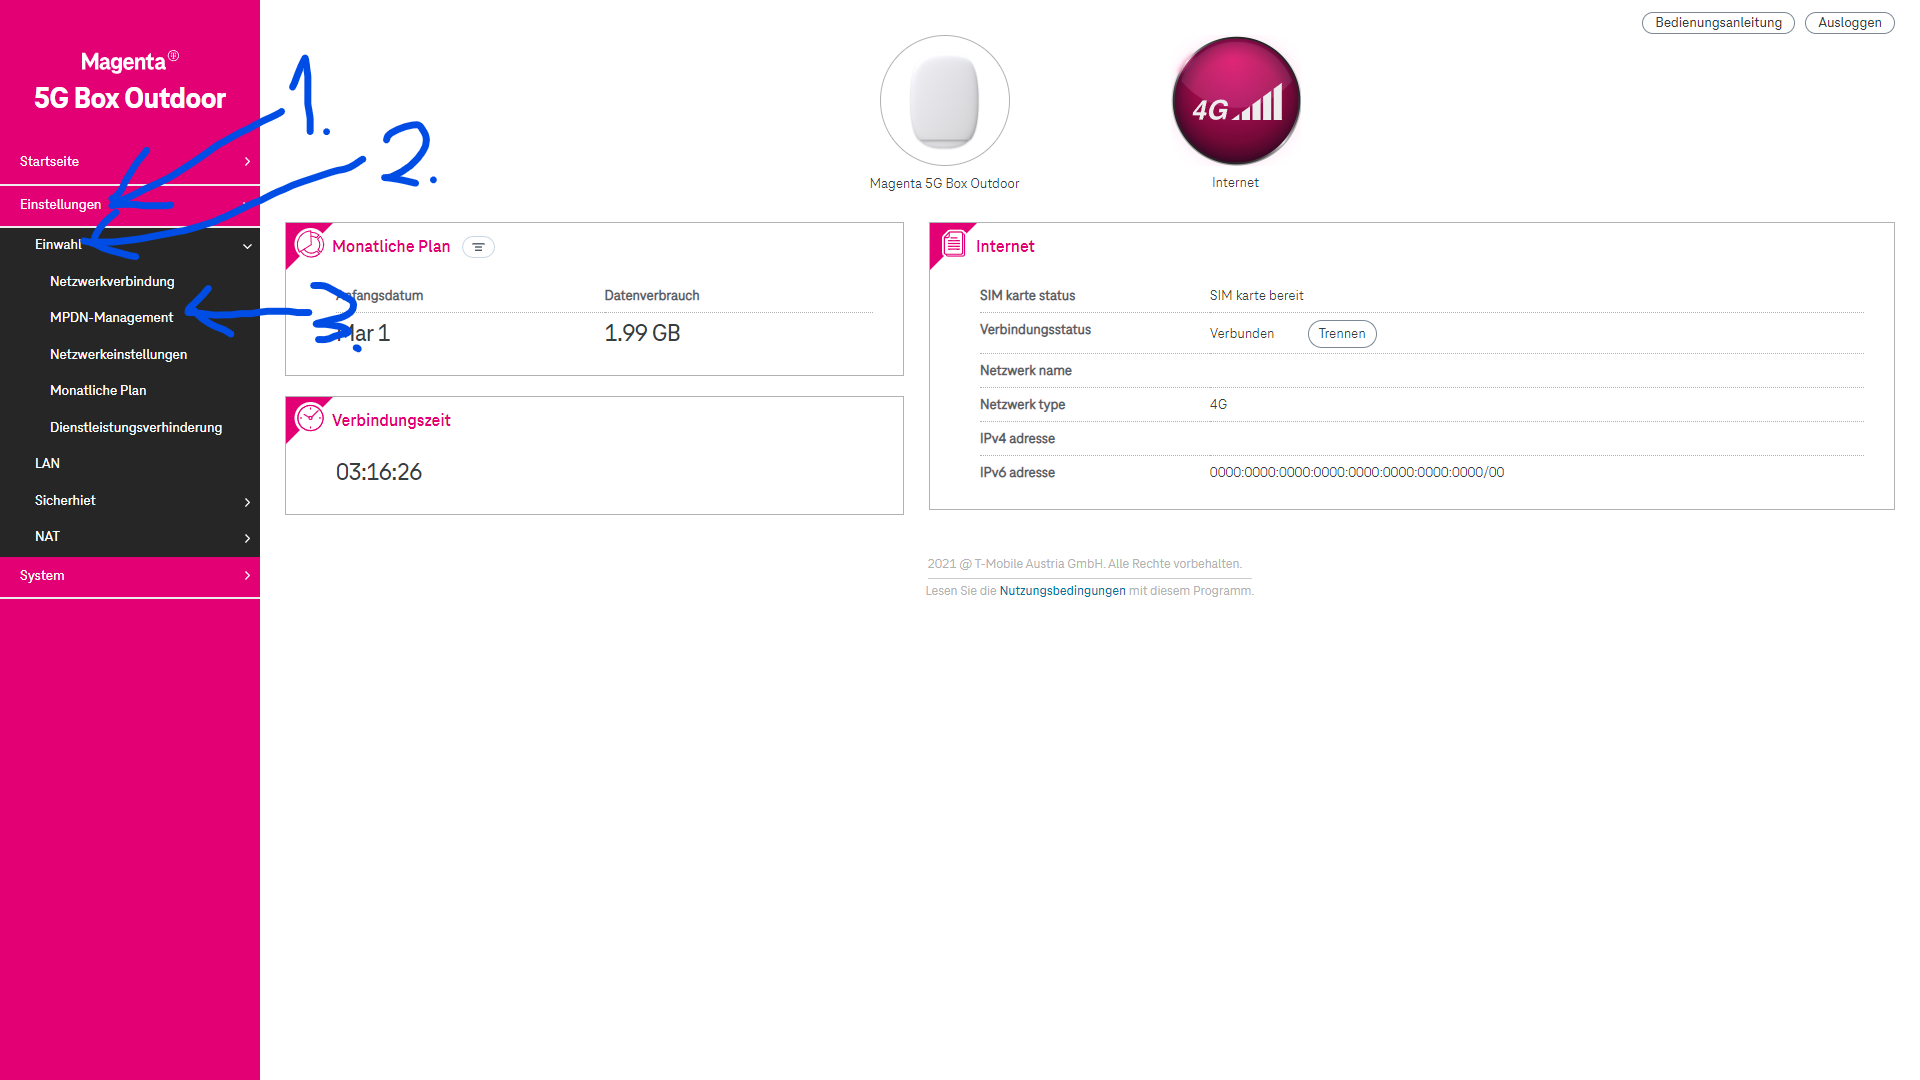 Bedienungsanleitung
Ausloggen
Magenta
5G Box Outdoor
1.
2.
3.
Startseite
Einstellungen
Einwahl
Netzwerkverbindung
MPDN-Management
Netzwerkeinstellungen
Monatliche Plan
Dienstleistungsverhinderung
LAN
Sicherhiet
NAT
System
4G
Magenta 5G Box Outdoor
Internet
Monatliche Plan
Anfangsdatum
Datenverbrauch
Mar 1
1.99 GB
Verbindungszeit
03:16:26
Internet
SIM karte status
SIM karte bereit
Verbindungsstatus
Verbunden
Trennen
Netzwerk name
Netzwerk type
4G
IPv4 adresse
IPv6 adresse
0000:0000:0000:0000:0000:0000:0000:0000/00
2021 @ T-Mobile Austria GmbH. Alle Rechte vorbehalten.
Lesen Sie die Nutzungsbedingungen mit diesem Programm.